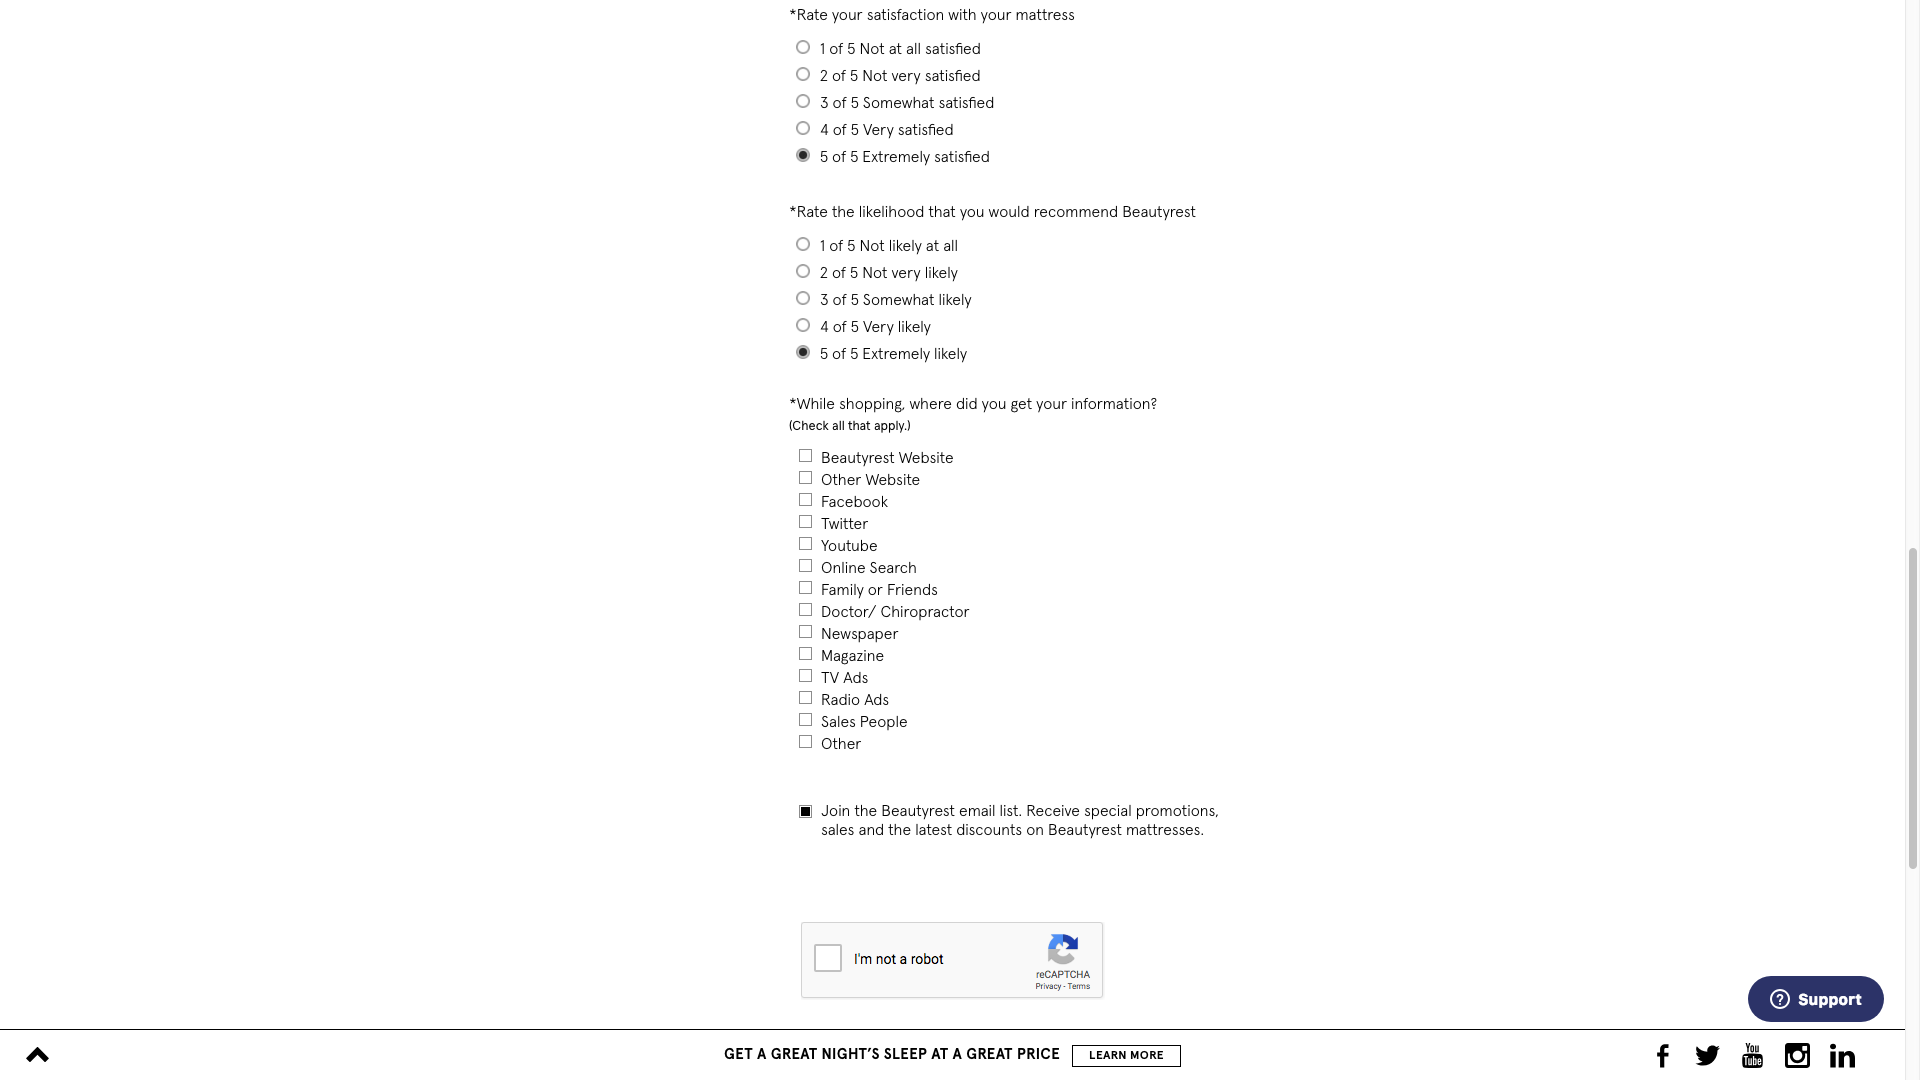 *Rate your satisfaction with your mattress
1 of 5 Not at all satisfied
2 of 5 Not very satisfied
3 of 5 Somewhat satisfied
4 of 5 Very satisfied
5 of 5 Extremely satisfied
*Rate the likelihood that you would recommend Beautyrest
1 of 5 Not likely at all
2 of 5 Not very likely
3 of 5 Somewhat likely
4 of 5 Very likely
5 of 5 Extremely likely
*While shopping, where did you get your information?
(Check all that apply.)
Beautyrest Website
Other Website
Facebook
Twitter
Youtube
Online Search
Family or Friends
Doctor/ Chiropractor
Newspaper
Magazine
TV Ads
Radio Ads
Sales People
Other
Join the Beautyrest email list. Receive special promotions,
sales and the latest discounts on Beautyrest mattresses.
I'm not a robot
reCAPTCHA
Privacy - Terms
Support
GET A GREAT NIGHT’S SLEEP AT A GREAT PRICE
LEARN MORE
You
Tube